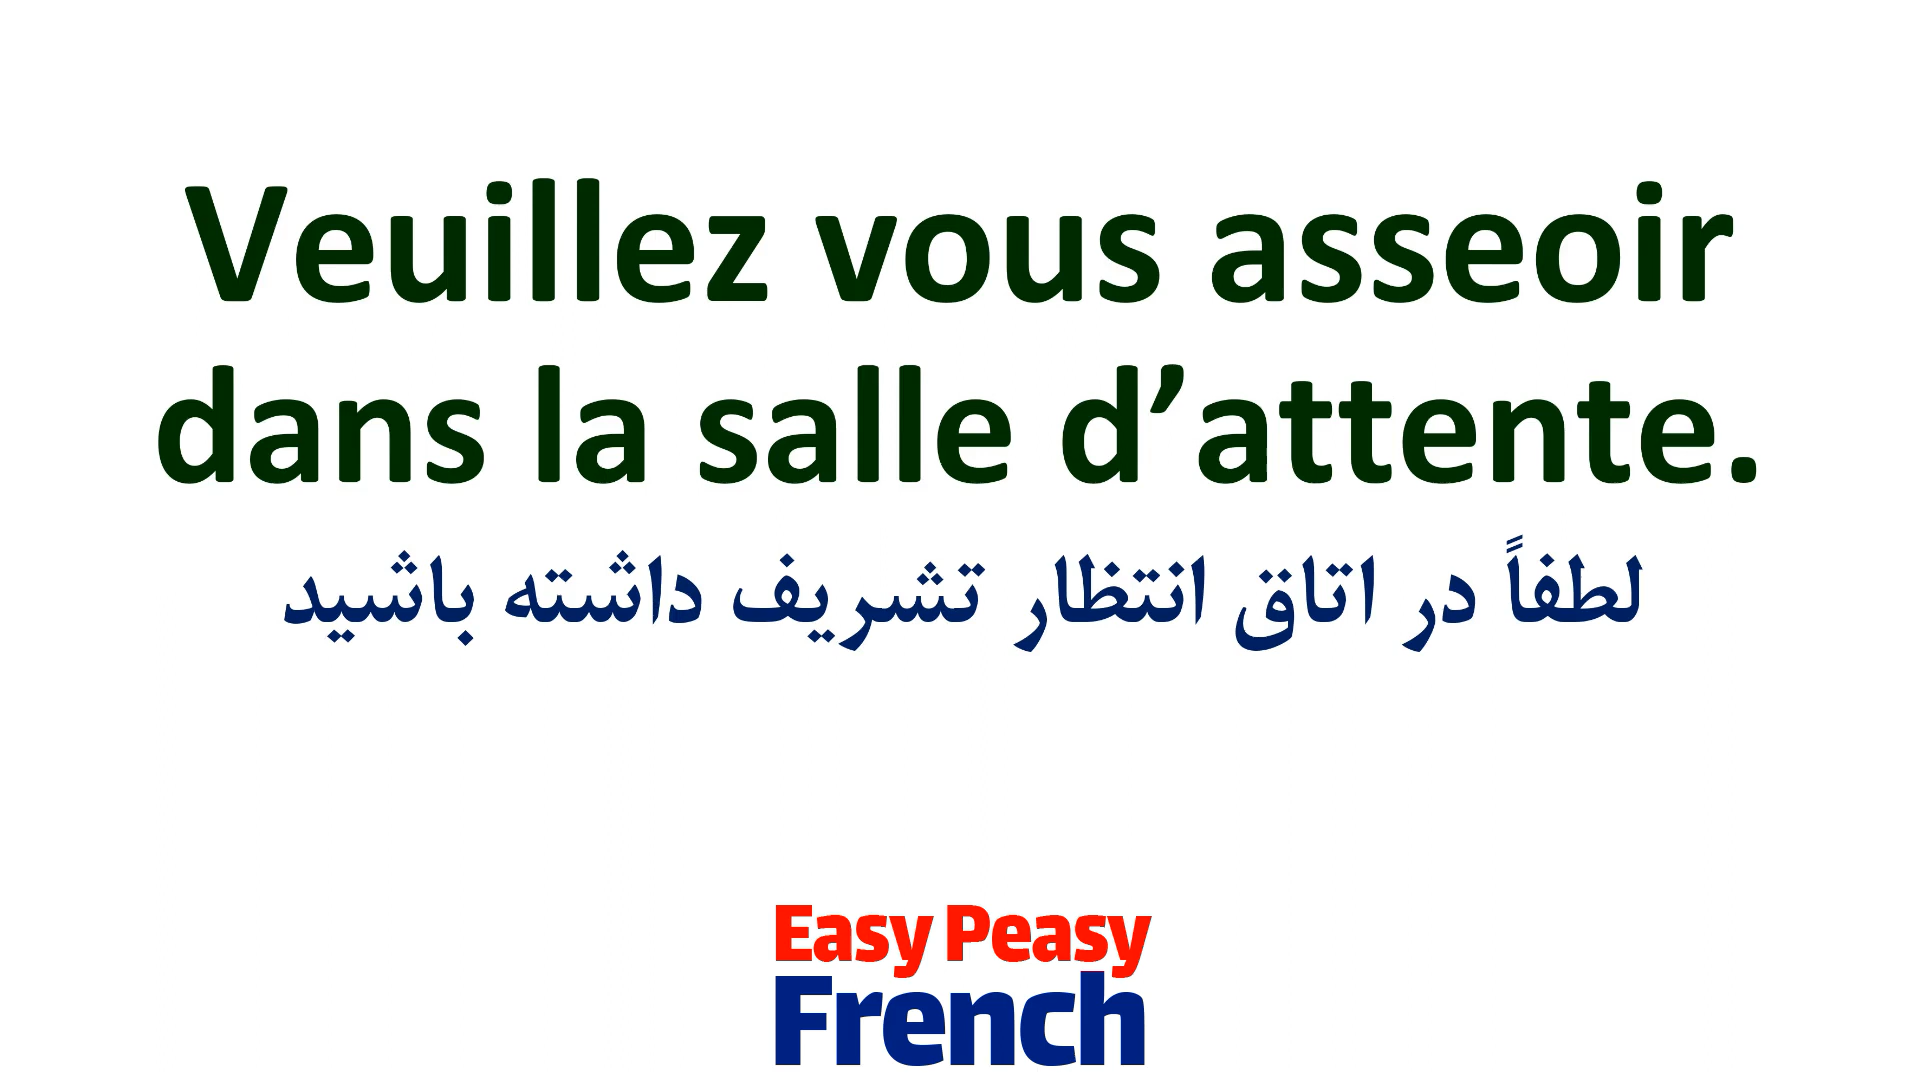 Veuillez vous asseoir
dans la salle d’attente.
لطفاً در اتاق انتظار تشریف داشته باشید
Easy Peasy
French